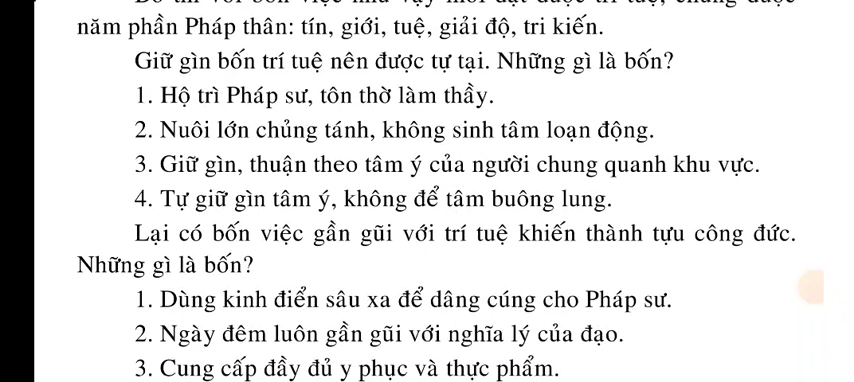 năm phần Pháp thân: tín, giới, tuệ, giải độ, tri kiến.
Giữ gìn bốn trí tuệ nên được tự tại. Những gì là bốn?
1. Hộ trì Pháp sư, tôn thờ làm thầy.
2. Nuôi lớn chủng tánh, không sinh tâm loạn động.
3. Giữ gìn, thuận theo tâm ý của người chung quanh khu vực.
4. Tự giữ gìn tâm ý, không để tâm buông lung.
Lại có bốn việc gần gũi với trí tuệ khiến thành tựu công đức.
Những gì là bốn?
1. Dùng kinh điển sâu xa để dâng cúng cho Pháp sư.
2. Ngày đêm luôn gần gũi với nghĩa lý của đạo.
3. Cung cấp đầy đủ y phục và thực phẩm.